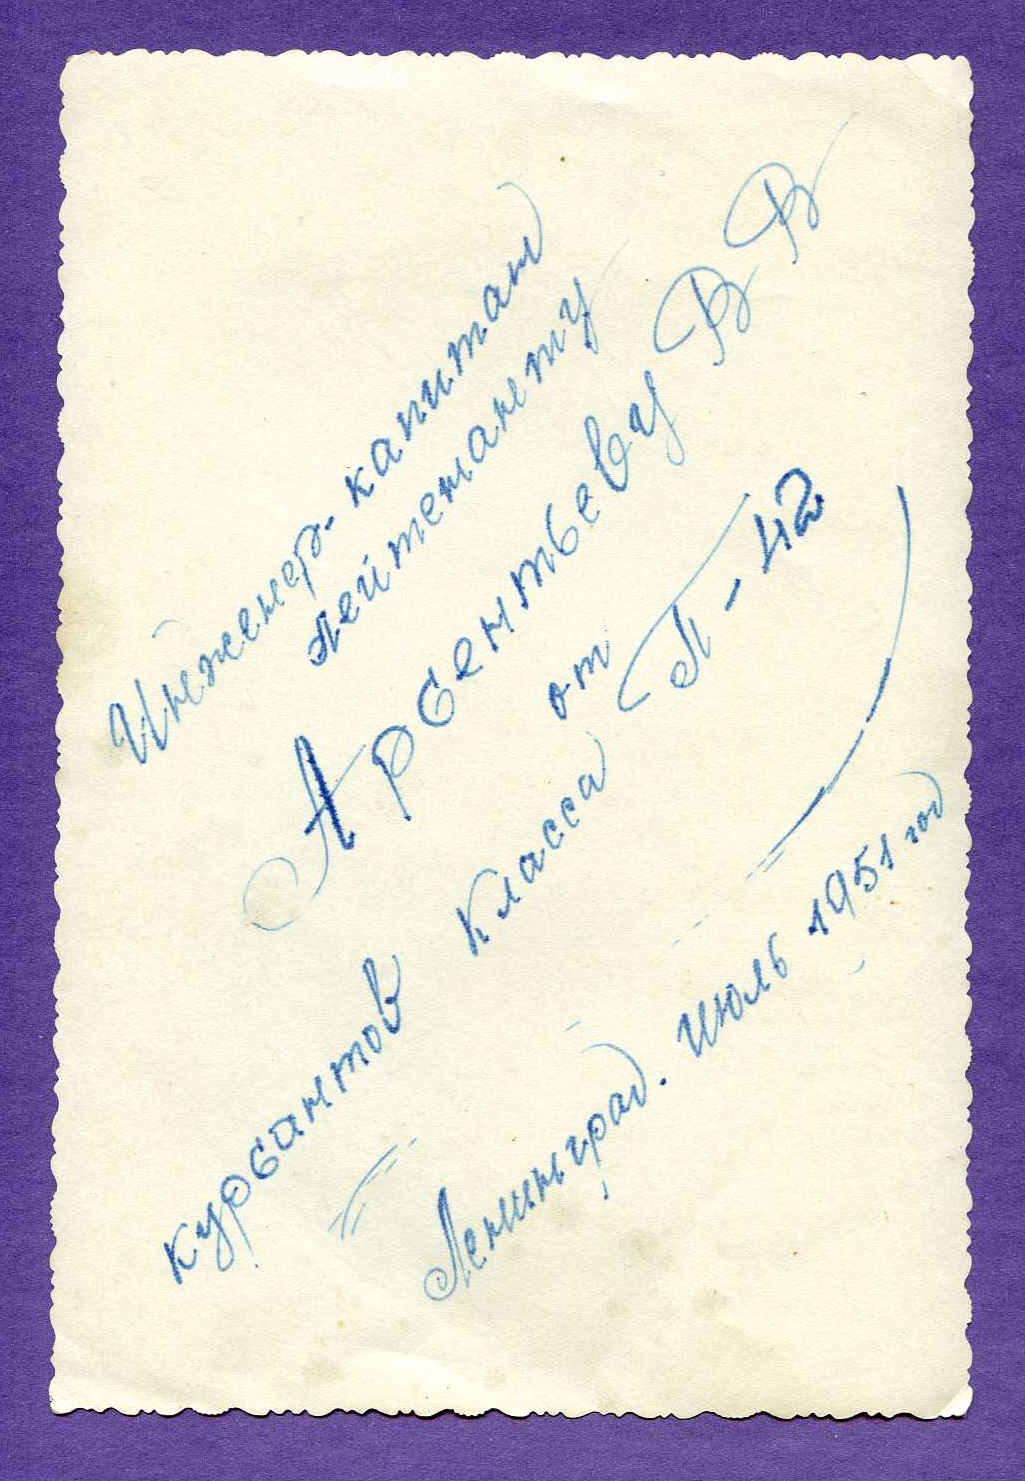 Инженер-капитан
лейтенанту
Арсентьеву В В
от
курсантов класса П-42
Ленинград. Июль 1951 год